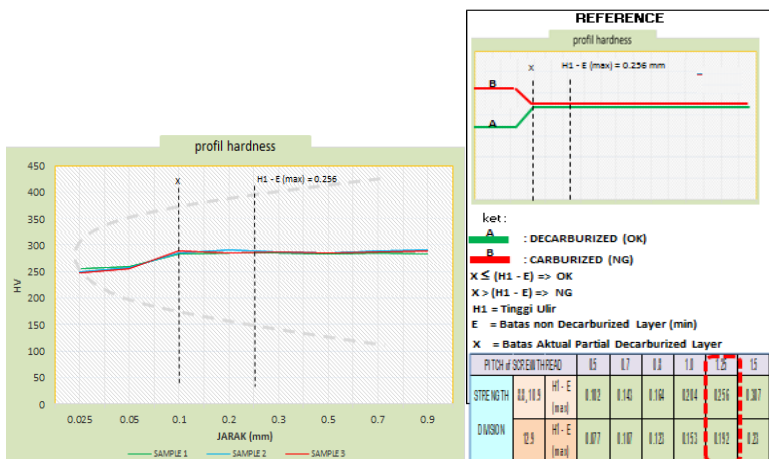 profil hardness
450
400
350
300
250
200
150
100
50
0
HV
x
H1 - E (max) = 0.256
0.025 0.05 0.1 0.2 0.3 0.5 0.7 0.9
JARAK (mm)
SAMPLE 1 SAMPLE 2 SAMPLE 3
REFERENCE
profil hardness
x
H1 - E (max) = 0.256 mm
B
A
ket :
A : DECARBURIZED (OK)
B : CARBURIZED (NG)
X ≤ (H1 - E) => OK
X > (H1 - E) => NG
H1 = Tinggi Ulir
E = Batas non Decarburized Layer (min)
X = Batas Aktual Partial Decarburized Layer
PITCH of SCREW THREAD 0.5 0.7 0.8 1.0 1.25 1.5
STRENGTH DIVISION
8.8, 10.9 H1 - E (max) 0.102 0.143 0.164 0.204 0.256 0.307
12.9 H1 - E (max) 0.077 0.107 0.123 0.153 0.192 0.23